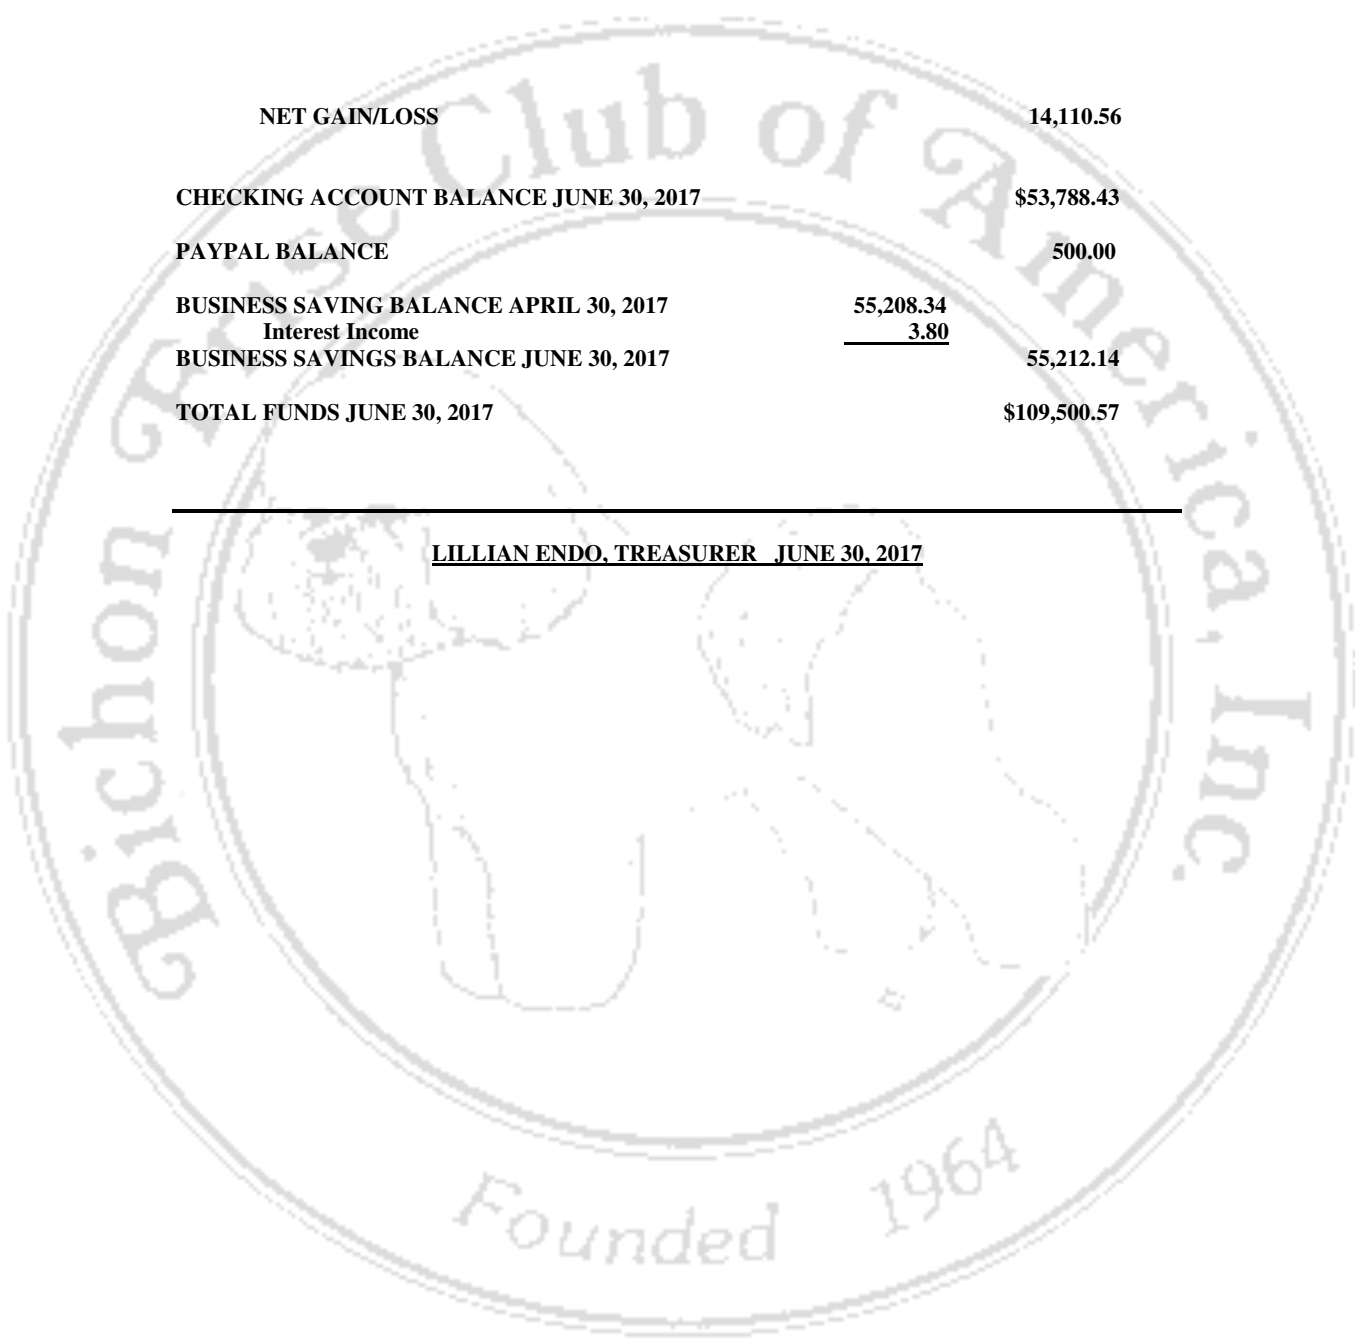 NET GAIN/LOSS 14,110.56
CHECKING ACCOUNT BALANCE JUNE 30, 2017 $53,788.43
PAYPAL BALANCE 500.00
BUSINESS SAVING BALANCE APRIL 30, 2017 55,208.34
Interest Income 3.80
BUSINESS SAVINGS BALANCE JUNE 30, 2017 55,212.14
TOTAL FUNDS JUNE 30, 2017 $109,500.57
LILLIAN ENDO, TREASURER JUNE 30, 2017
Bichon Frise Club of America, Inc.
Founded 1964